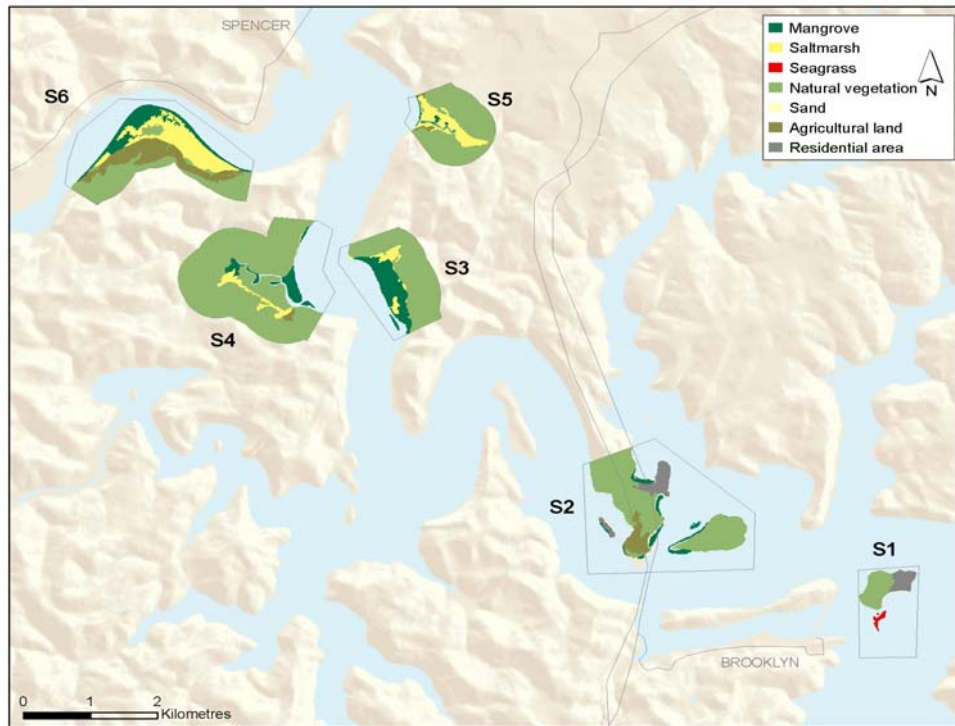 SPENCER
Mangrove
Saltmarsh
Seagrass
Natural vegetation
Sand
Agricultural land
Residential area
N
S6
S5
S3
S4
S2
S1
BROOKLYN
0 1 2
Kilometres